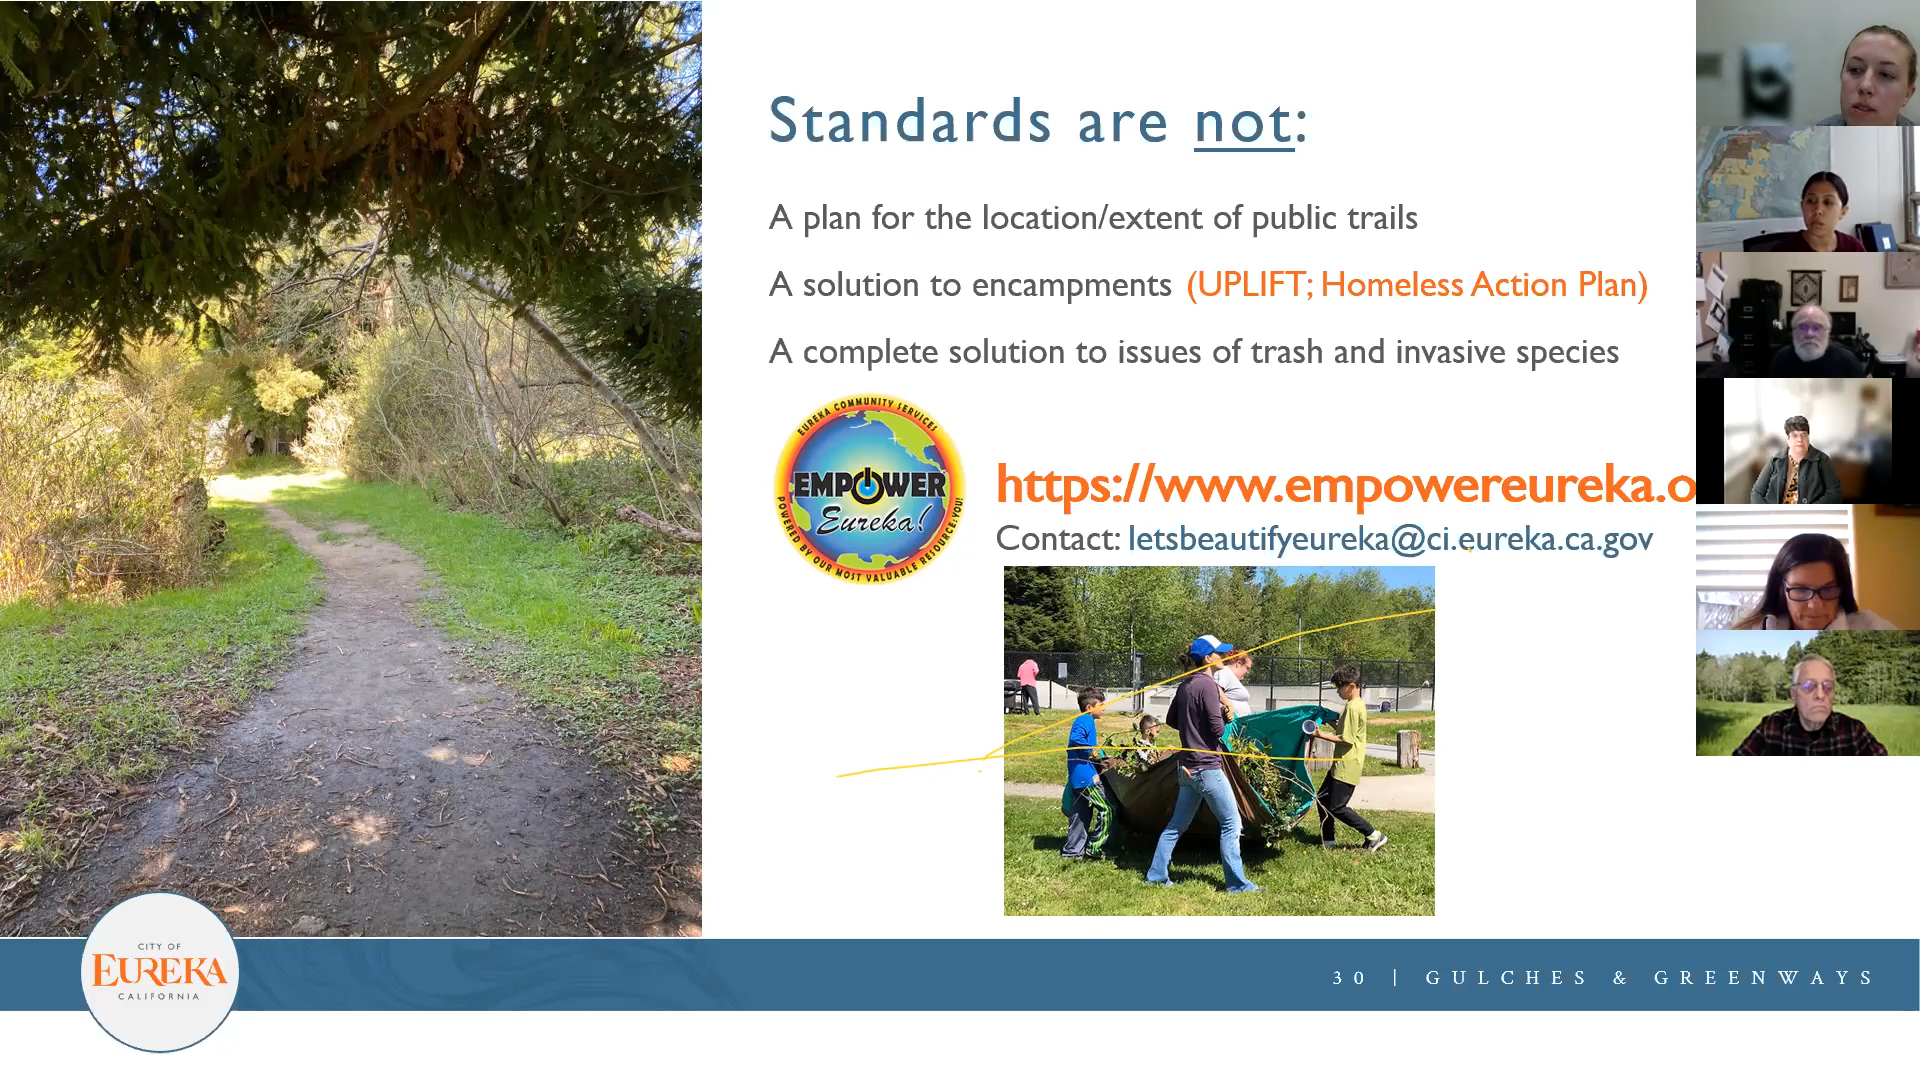 Standards are not:
A plan for the location/extent of public trails
A solution to encampments (UPLIFT; Homeless Action Plan)
A complete solution to issues of trash and invasive species
EUREKA COMMUNITY SERVICES
EMPOWER
Eureka!
POWERED BY OUR MOST VALUABLE RESOURCE: YOU!
https://www.empowereureka.o
Contact: letsbeautifyeureka@ci.eureka.ca.gov
CITY OF
EUREKA
CALIFORNIA
30 | GULCHES & GREENWAYS